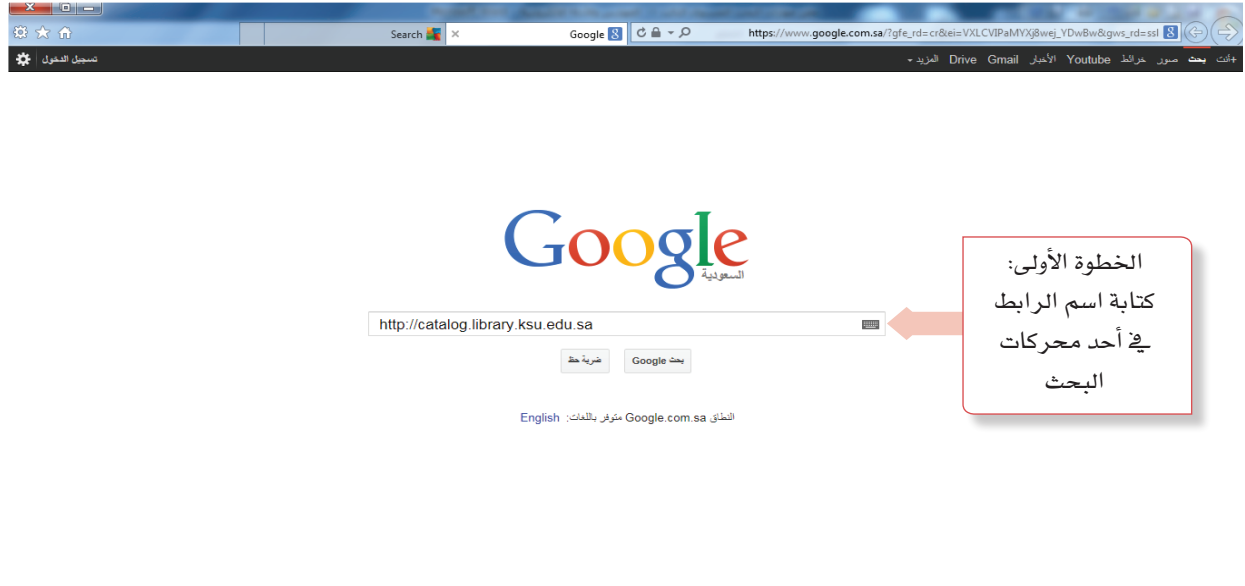 X
Search
Google
https://www.google.com.sa/?gfe_rd=cr&ei=VXLCVIPaMYXj8wej_YDwBw&gws_rd=ssl
+أنت بحث صور خرائط Youtube الأخبار Gmail Drive المزيد
تسجيل الدخول
Google
السعودية
http://catalog.library.ksu.edu.sa
بحث Google
ضربة حظ
النطاق Google.com.sa متوفر باللغات: English
الخطوة الأولى:
كتابة اسم الرابط
في أحد محركات
البحث